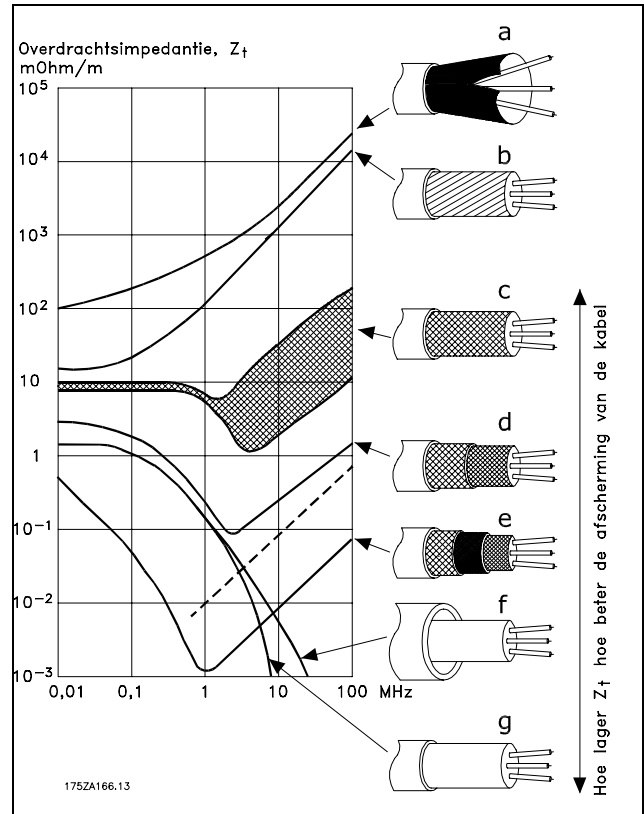 Overdrachtsimpedantie, Zt
mOhm/m
a
10⁵
b
10⁴
10³
c
10²
10
d
1
e
10⁻¹
f
10⁻²
10⁻³
0,01 0,1 1 10 100 MHz
g
175ZA166.13
Hoe lager Zt hoe beter de afscherming van de kabel